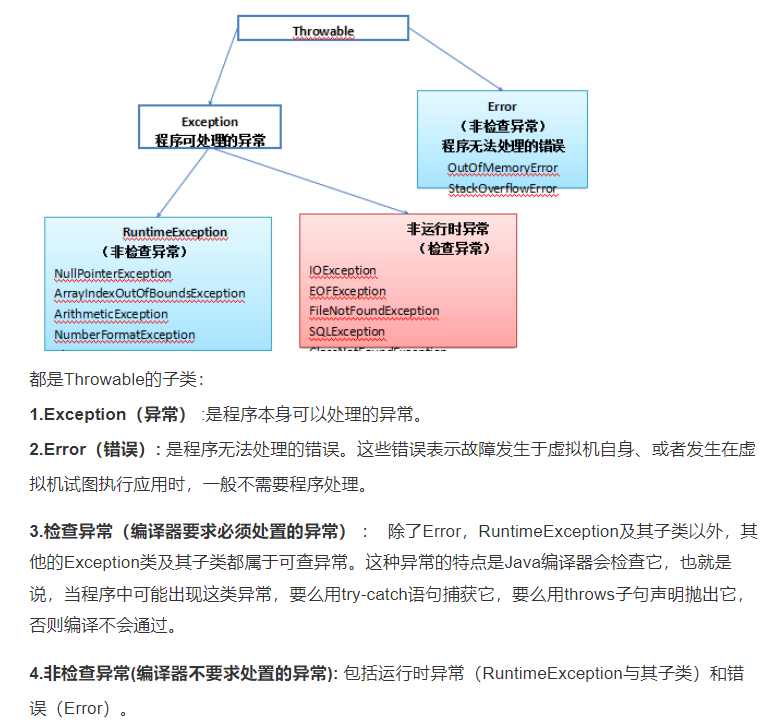 Throwable
Exception
程序可处理的异常
Error
（非检查异常）
程序无法处理的错误
OutOfMemoryError
StackOverflowError
RuntimeException
（非检查异常）
NullPointerException
ArrayIndexOutOfBoundsException
ArithmeticException
NumberFormatException
非运行时异常
（检查异常）
IOException
EOFException
FileNotFoundException
SQLException
ClassNotFoundException
都是Throwable的子类：
1.Exception（异常） :是程序本身可以处理的异常。
2.Error（错误）: 是程序无法处理的错误。这些错误表示故障发生于虚拟机自身、或者发生在虚
拟机试图执行应用时，一般不需要程序处理。
3.检查异常（编译器要求必须处置的异常） ： 除了Error，RuntimeException及其子类以外，其
他的Exception类及其子类都属于可查异常。这种异常的特点是Java编译器会检查它，也就是
说，当程序中可能出现这类异常，要么用try-catch语句捕获它，要么用throws子句声明抛出它，
否则编译不会通过。
4.非检查异常(编译器不要求处置的异常): 包括运行时异常（RuntimeException与其子类）和错
误（Error）。